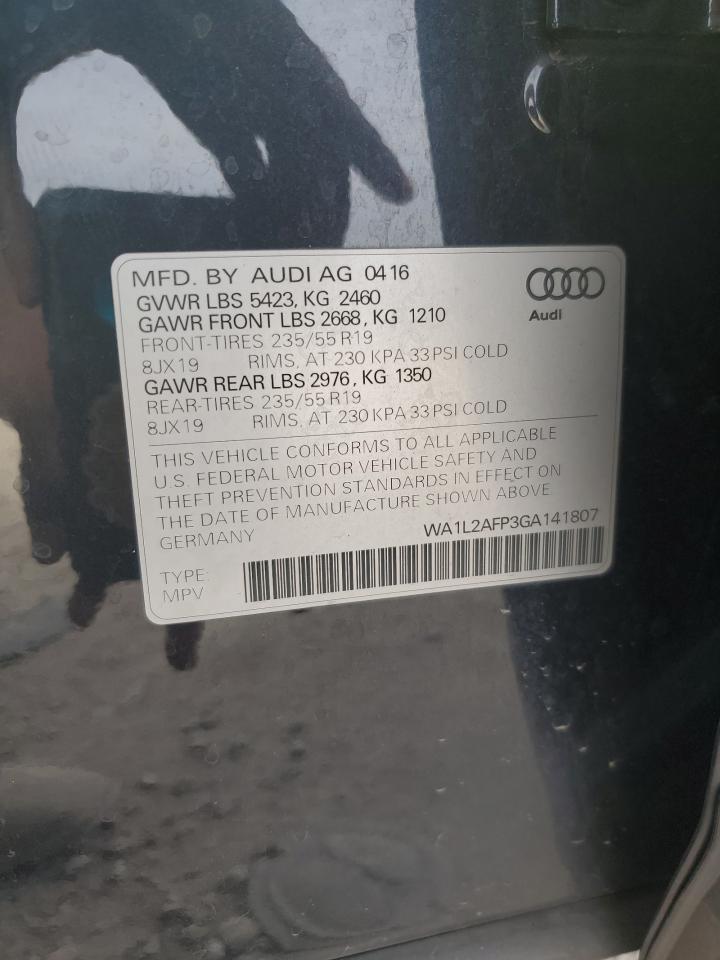 MFD. BY AUDI AG 04 16
GVWR LBS 5423, KG 2460
GAWR FRONT LBS 2668, KG 1210
FRONT-TIRES 235/55 R19
8JX19 RIMS, AT 230 KPA 33 PSI COLD
GAWR REAR LBS 2976, KG 1350
REAR-TIRES 235/55 R19
8JX19 RIMS, AT 230 KPA 33 PSI COLD
Audi
THIS VEHICLE CONFORMS TO ALL APPLICABLE
U.S. FEDERAL MOTOR VEHICLE SAFETY AND
THEFT PREVENTION STANDARDS IN EFFECT ON
THE DATE OF MANUFACTURE SHOWN ABOVE.
GERMANY WA1L2AFP3GA141807
TYPE:
MPV